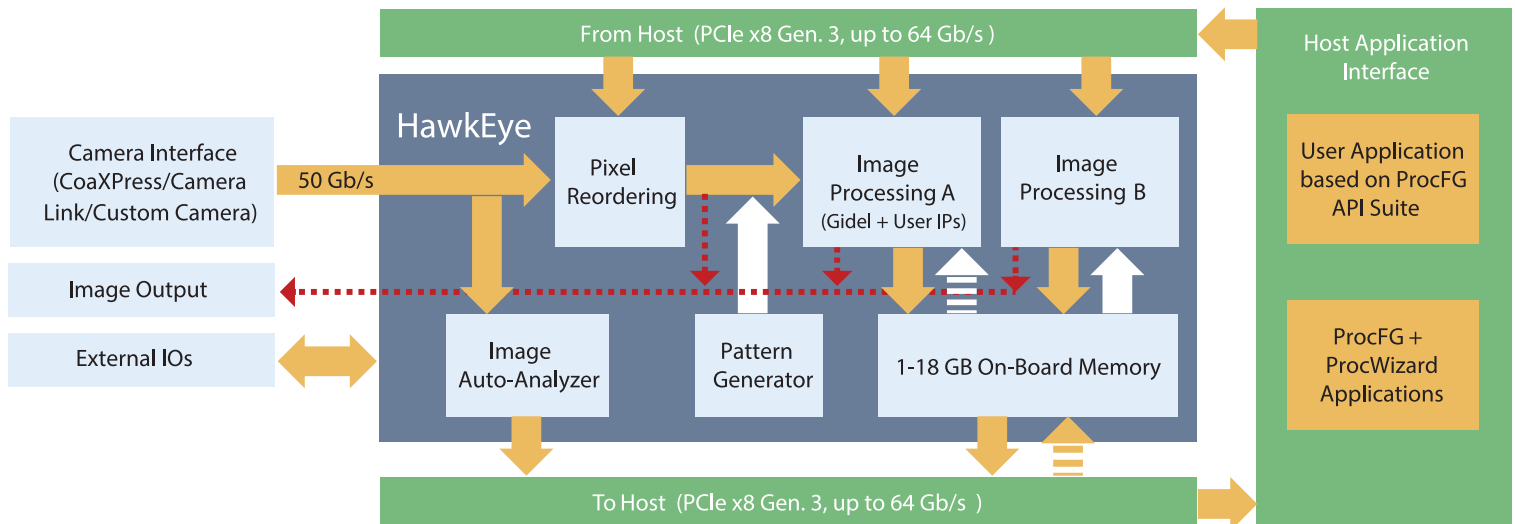 From Host (PCIe x8 Gen. 3, up to 64 Gb/s )
Host Application
Interface
HawkEye
Camera Interface
(CoaXPress/Camera
Link/Custom Camera)
50 Gb/s
Pixel
Reordering
Image
Processing A
(Gidel + User IPs)
Image
Processing B
User Application
based on ProcFG
API Suite
Image Output
External IOs
Image
Auto-Analyzer
Pattern
Generator
1-18 GB On-Board Memory
ProcFG +
ProcWizard
Applications
To Host (PCIe x8 Gen. 3, up to 64 Gb/s )